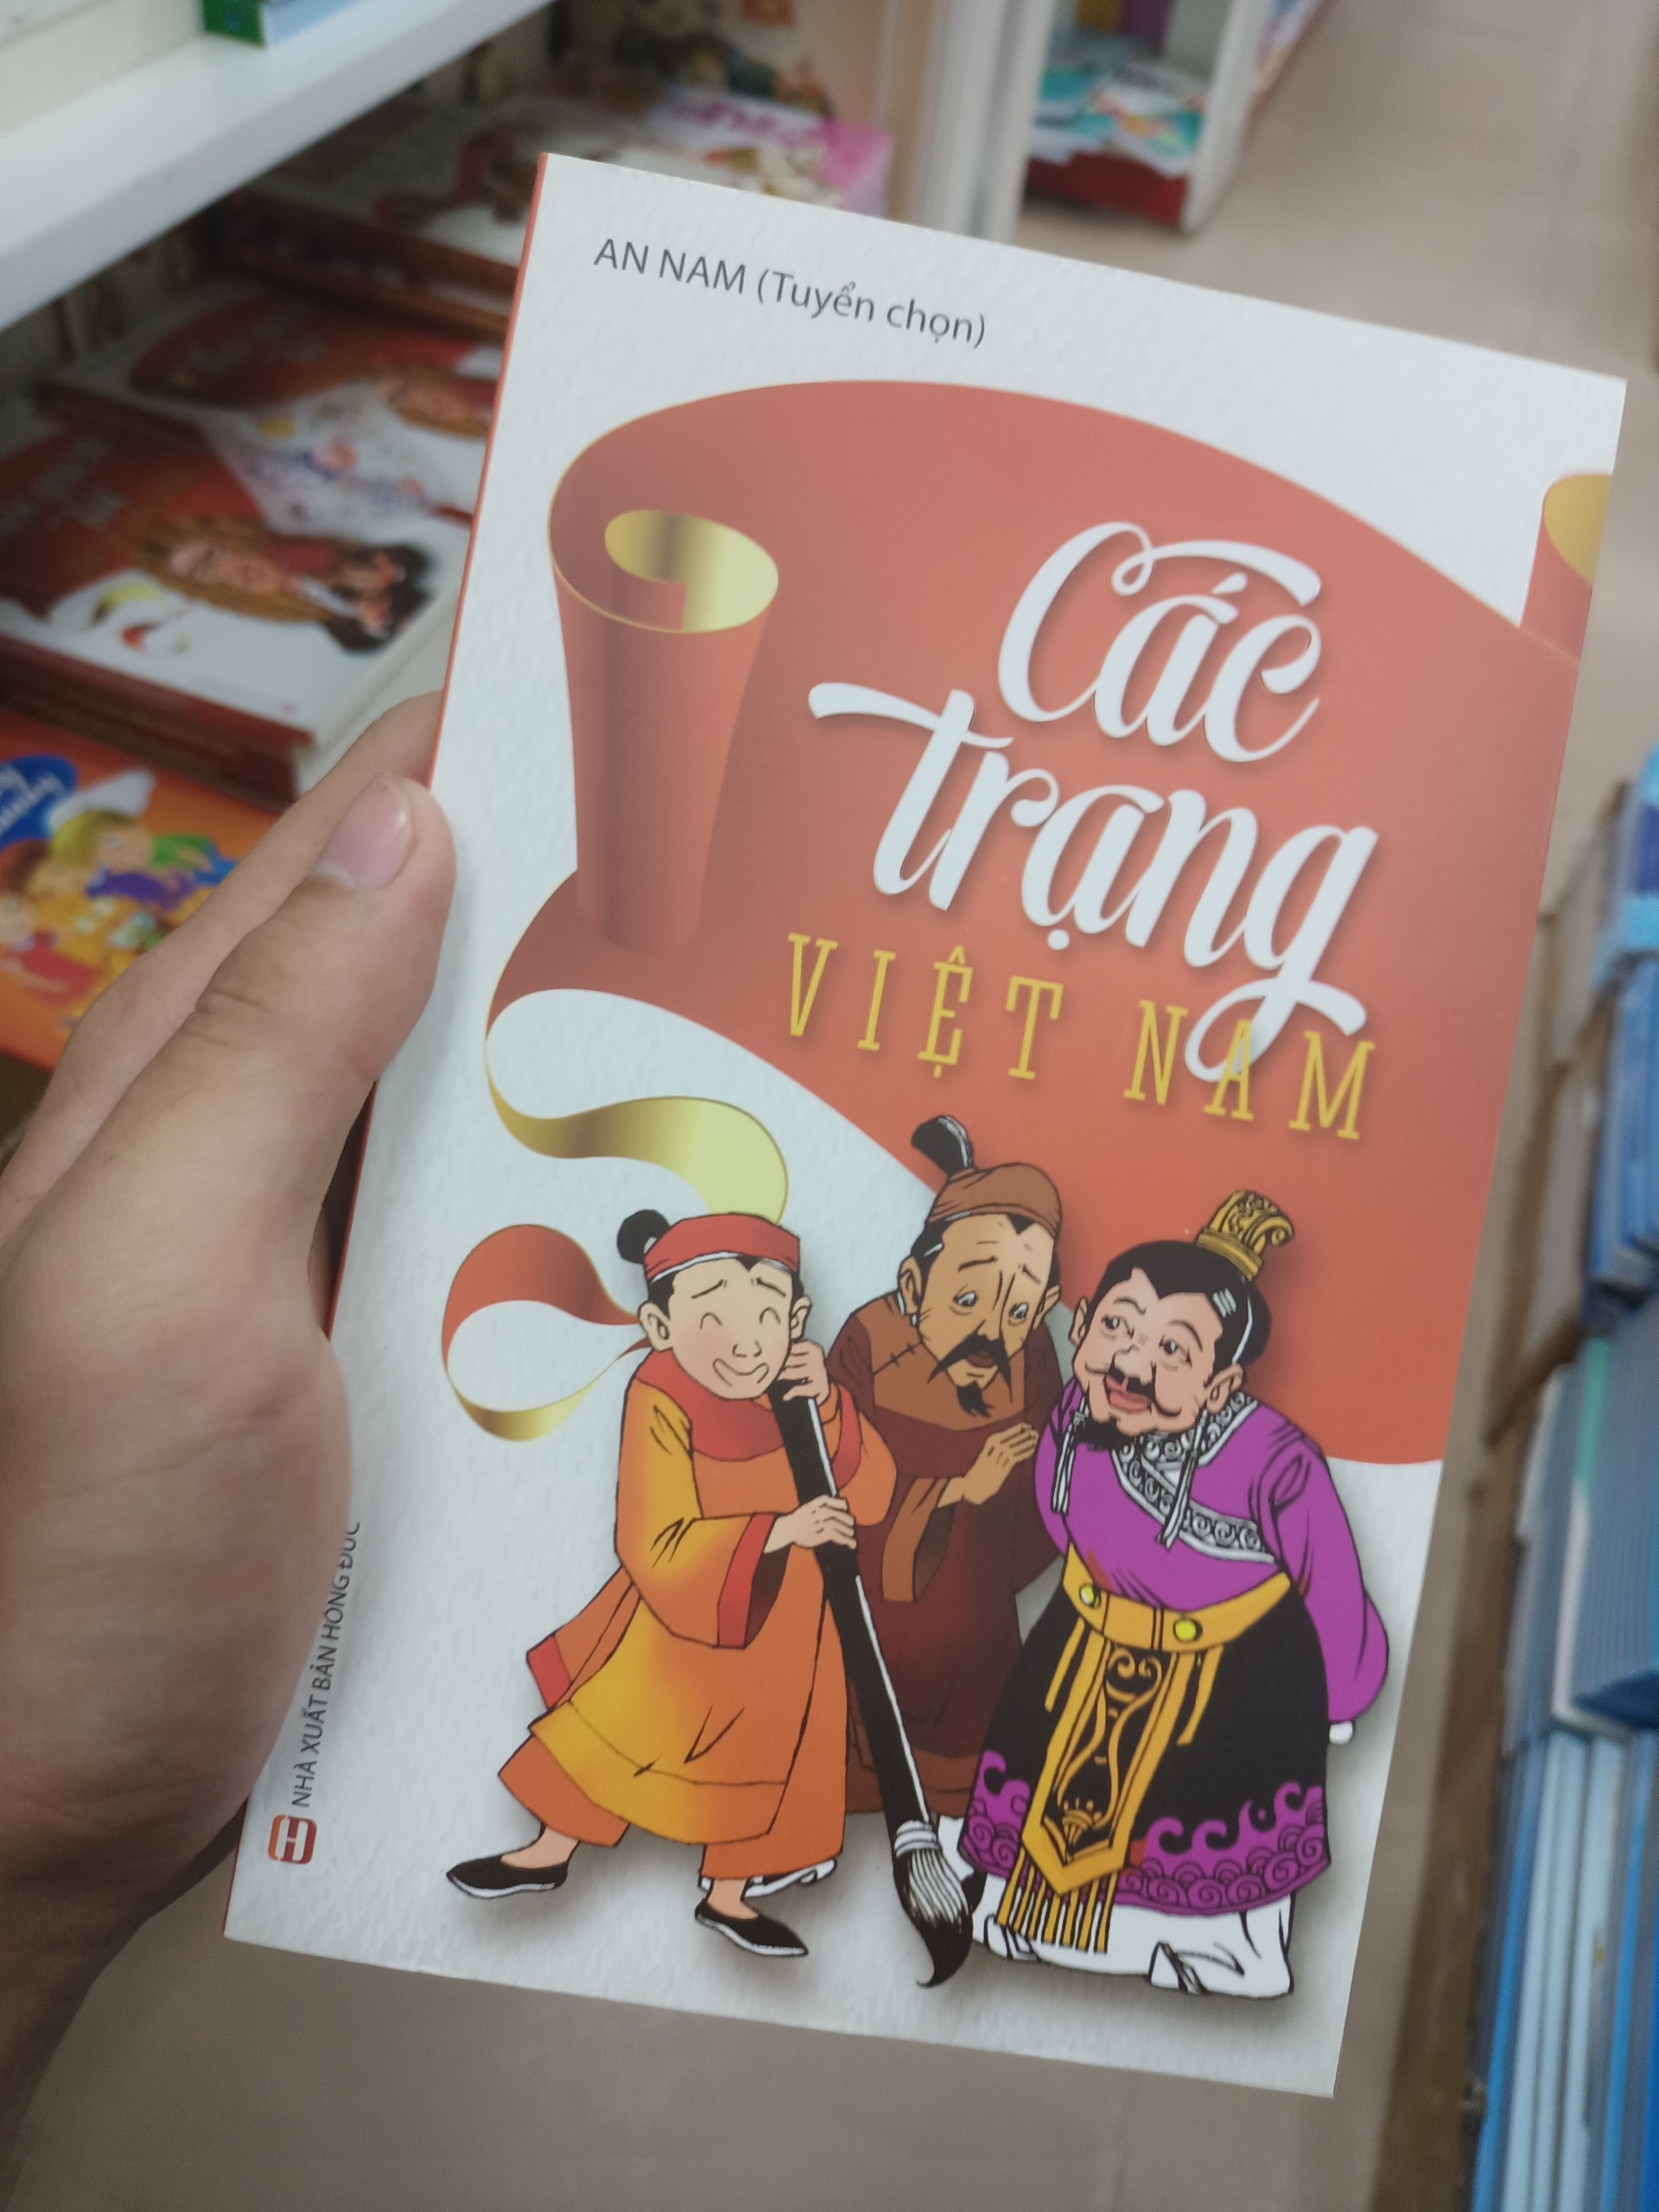 AN NAM (Tuyển chọn)
Các
trạng
VIỆT NAM
NHÀ XUẤT BẢN HỒNG ĐỨC